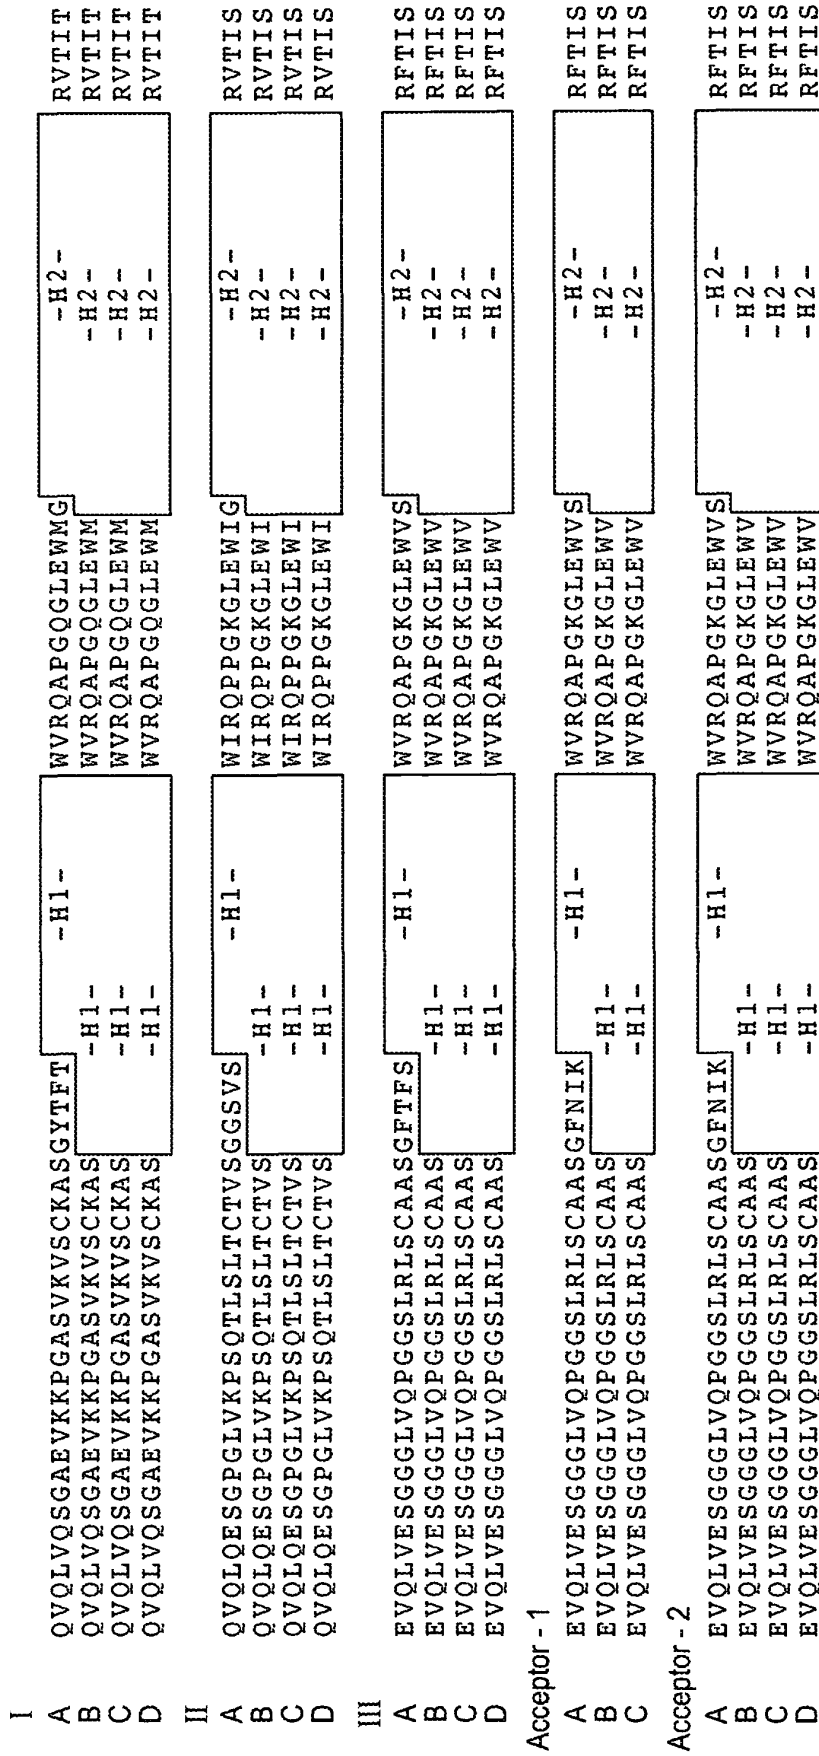 I
A QVQLVQSGAEVKKPGASVKVSCKASGYTFT -H1- WVRQAPGQGLEWMG -H2- RVTIT
B QVQLVQSGAEVKKPGASVKVSCKAS -H1- WVRQAPGQGLEWM -H2- RVTIT
C QVQLVQSGAEVKKPGASVKVSCKAS -H1- WVRQAPGQGLEWM -H2- RVTIT
D QVQLVQSGAEVKKPGASVKVSCKAS -H1- WVRQAPGQGLEWM -H2- RVTIT
II
A QVQLQESGPGLVKPSQTLSLTCTVSGGSVS -H1- WIRQPPGKGLEWIG -H2- RVTIS
B QVQLQESGPGLVKPSQTLSLTCTVS -H1- WIRQPPGKGLEWI -H2- RVTIS
C QVQLQESGPGLVKPSQTLSLTCTVS -H1- WIRQPPGKGLEWI -H2- RVTIS
D QVQLQESGPGLVKPSQTLSLTCTVS -H1- WIRQPPGKGLEWI -H2- RVTIS
III
A EVQLVESGGGLVQPGGSLRLSCAASGFTFS -H1- WVRQAPGKGLEWVS -H2- RFTIS
B EVQLVESGGGLVQPGGSLRLSCAAS -H1- WVRQAPGKGLEWV -H2- RFTIS
C EVQLVESGGGLVQPGGSLRLSCAAS -H1- WVRQAPGKGLEWV -H2- RFTIS
D EVQLVESGGGLVQPGGSLRLSCAAS -H1- WVRQAPGKGLEWV -H2- RFTIS
Acceptor - 1
A EVQLVESGGGLVQPGGSLRLSCAASGFNIK -H1- WVRQAPGKGLEWVS -H2- RFTIS
B EVQLVESGGGLVQPGGSLRLSCAAS -H1- WVRQAPGKGLEWV -H2- RFTIS
C EVQLVESGGGLVQPGGSLRLSCAAS -H1- WVRQAPGKGLEWV -H2- RFTIS
Acceptor - 2
A EVQLVESGGGLVQPGGSLRLSCAASGFNIK -H1- WVRQAPGKGLEWVS -H2- RFTIS
B EVQLVESGGGLVQPGGSLRLSCAAS -H1- WVRQAPGKGLEWV -H2- RFTIS
C EVQLVESGGGLVQPGGSLRLSCAAS -H1- WVRQAPGKGLEWV -H2- RFTIS
D EVQLVESGGGLVQPGGSLRLSCAAS -H1- WVRQAPGKGLEWV -H2- RFTIS